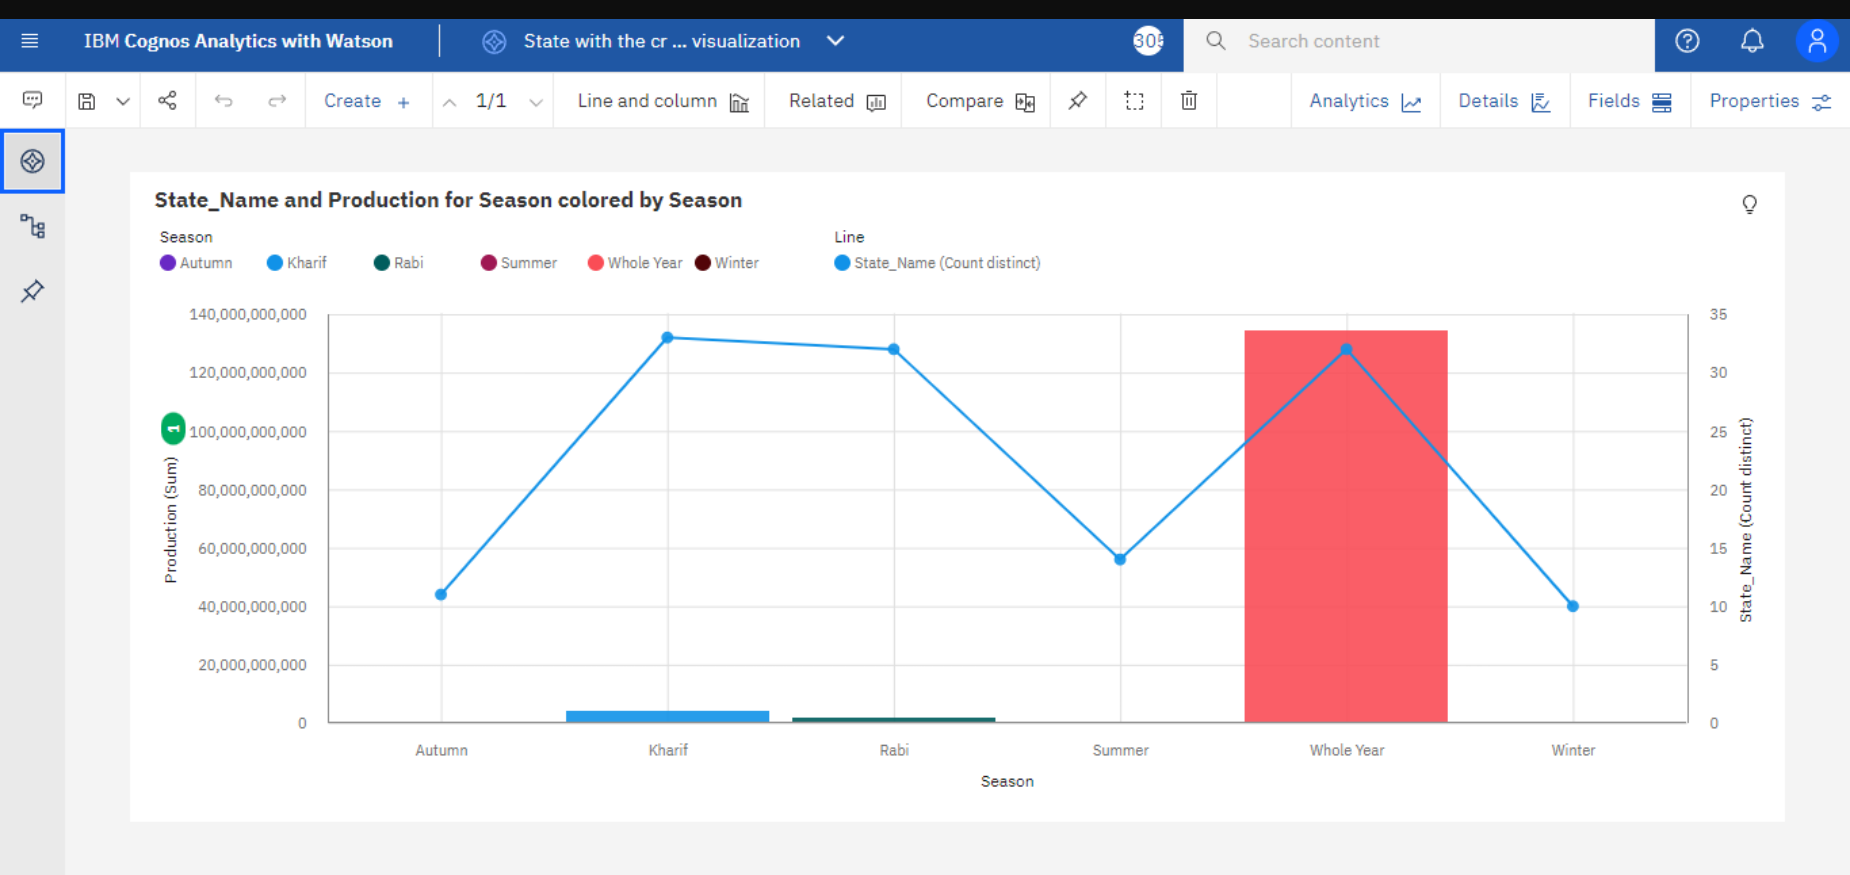 IBM Cognos Analytics with Watson
State with the cr ... visualization
305
Search content
Create +
1/1
Line and column
Related
Compare
Analytics
Details
Fields
Properties
State_Name and Production for Season colored by Season
Season
Line
Autumn
Kharif
Rabi
Summer
Whole Year
Winter
State_Name (Count distinct)
140,000,000,000
120,000,000,000
100,000,000,000
80,000,000,000
60,000,000,000
40,000,000,000
20,000,000,000
0
1
Production (Sum)
35
30
25
20
15
10
5
0
State_Name (Count distinct)
Autumn
Kharif
Rabi
Summer
Whole Year
Winter
Season